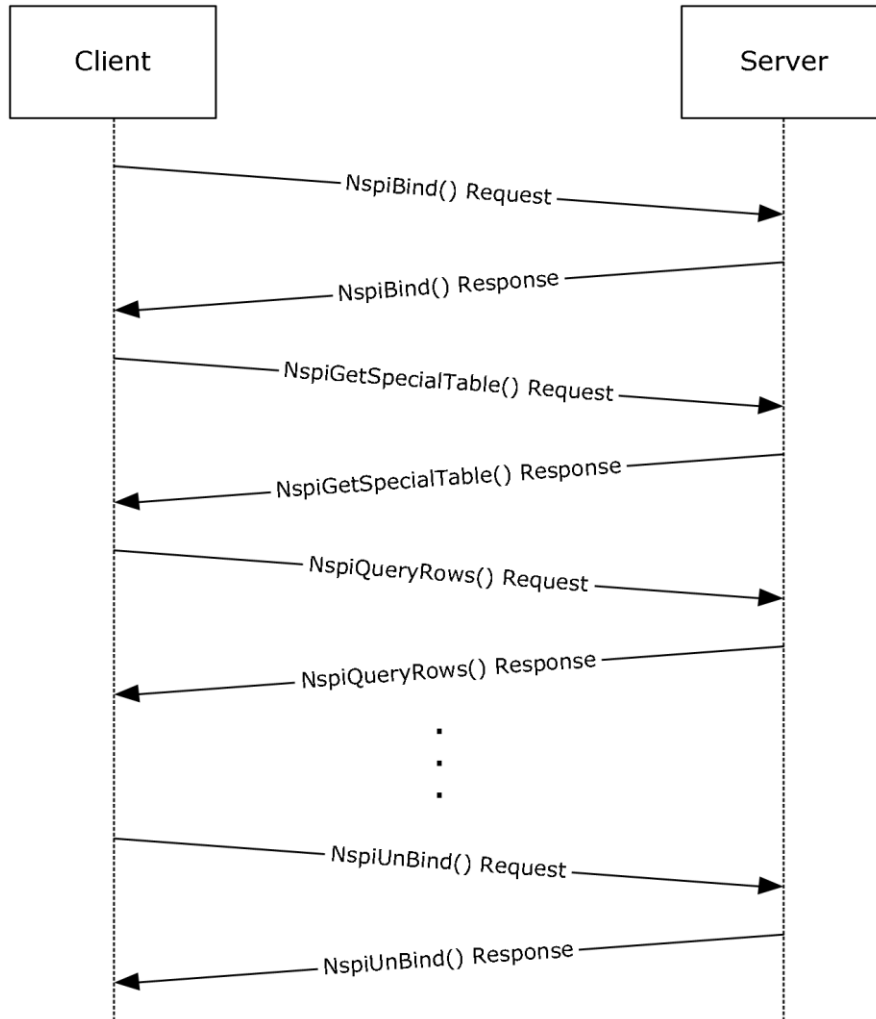 Client
Server
NspiBind() Request
NspiBind() Response
NspiGetSpecialTable() Request
NspiGetSpecialTable() Response
NspiQueryRows() Request
NspiQueryRows() Response
.
.
.
NspiUnBind() Request
NspiUnBind() Response